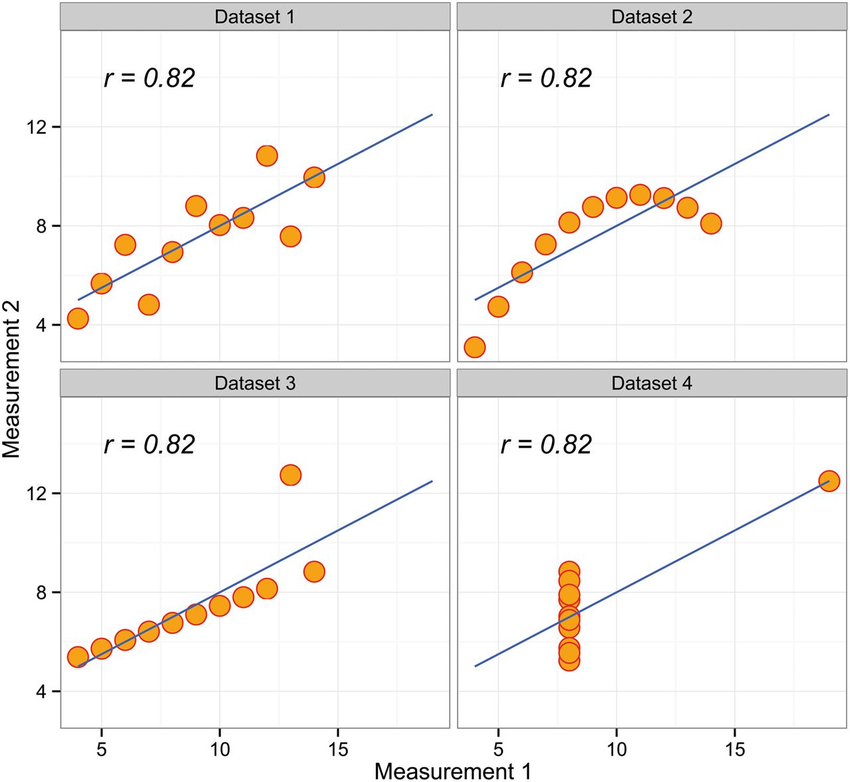 Dataset 1
Dataset 2
r = 0.82
r = 0.82
12
8
4
Measurement 2
Dataset 3
Dataset 4
r = 0.82
r = 0.82
12
8
4
5 10 15
5 10 15
Measurement 1